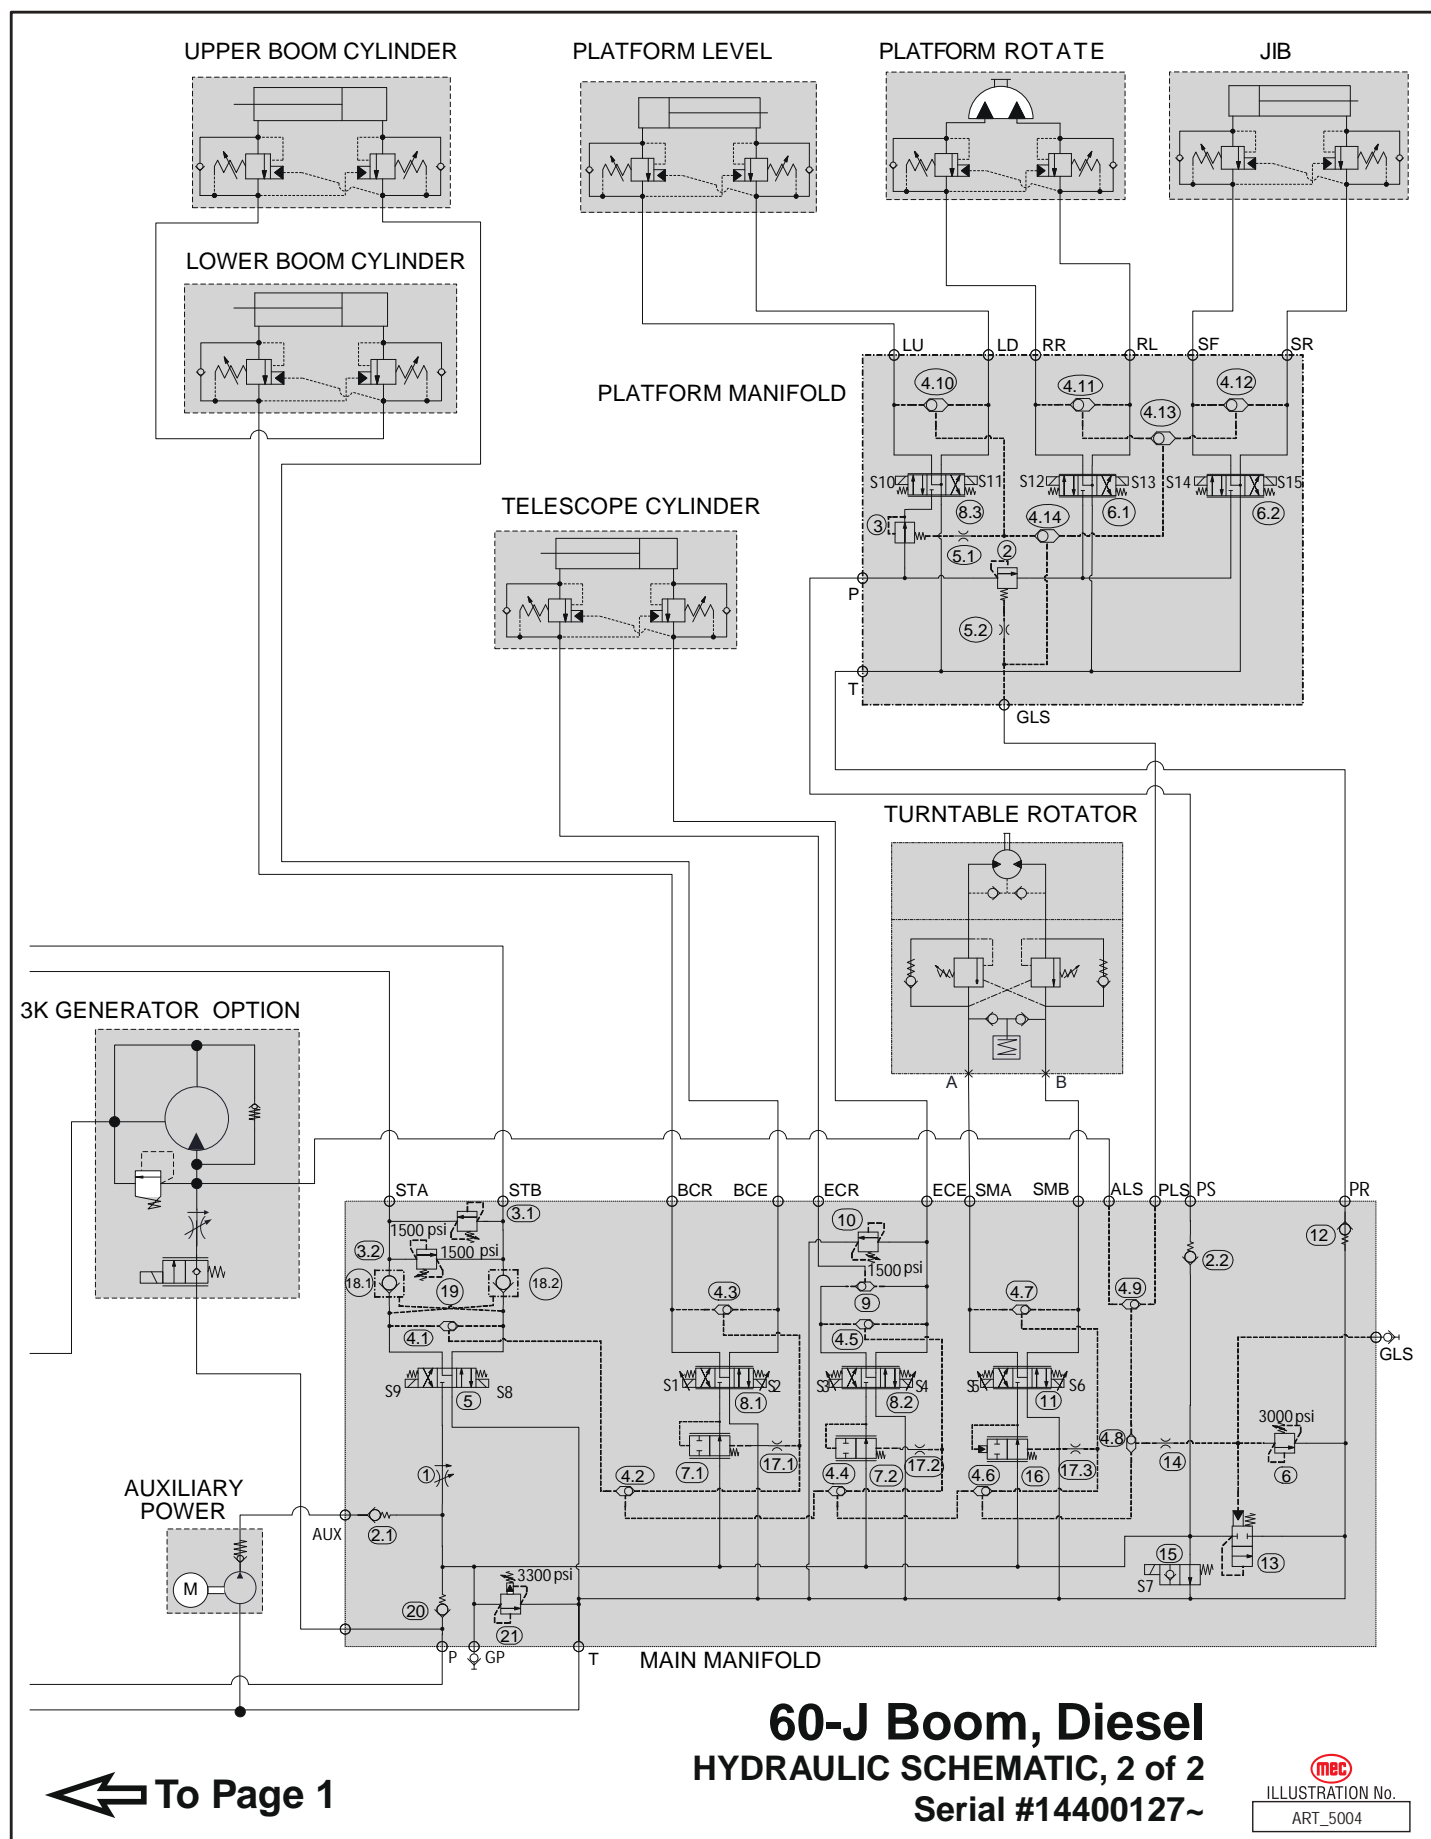 UPPER BOOM CYLINDER
PLATFORM LEVEL
PLATFORM ROTATE
JIB
LOWER BOOM CYLINDER
LU
LD
RR
RL
SF
SR
PLATFORM MANIFOLD
4.10
4.11
4.12
4.13
S10
S11
S12
S13
S14
S15
TELESCOPE CYLINDER
8.3
6.1
6.2
3
4.14
5.1
2
P
5.2
T
GLS
TURNTABLE ROTATOR
3K GENERATOR OPTION
A
B
STA
STB
BCR
BCE
ECR
ECE
SMA
SMB
ALS
PLS
PS
PR
3.1
1500 psi
10
12
3.2
1500 psi
2.2
1500 psi
18.1
19
18.2
4.3
9
4.7
4.9
4.1
4.5
GLS
S9
S8
S1
S2
S3
S4
S5
S6
5
8.1
8.2
11
3000 psi
4.8
14
6
7.1
17.1
7.2
17.2
16
17.3
1
4.2
4.4
4.6
AUXILIARY
POWER
AUX
2.1
15
13
S7
3300 psi
M
20
21
P
GP
T
MAIN MANIFOLD
60-J Boom, Diesel
HYDRAULIC SCHEMATIC, 2 of 2
Serial #14400127~
To Page 1
mec
ILLUSTRATION No.
ART_5004